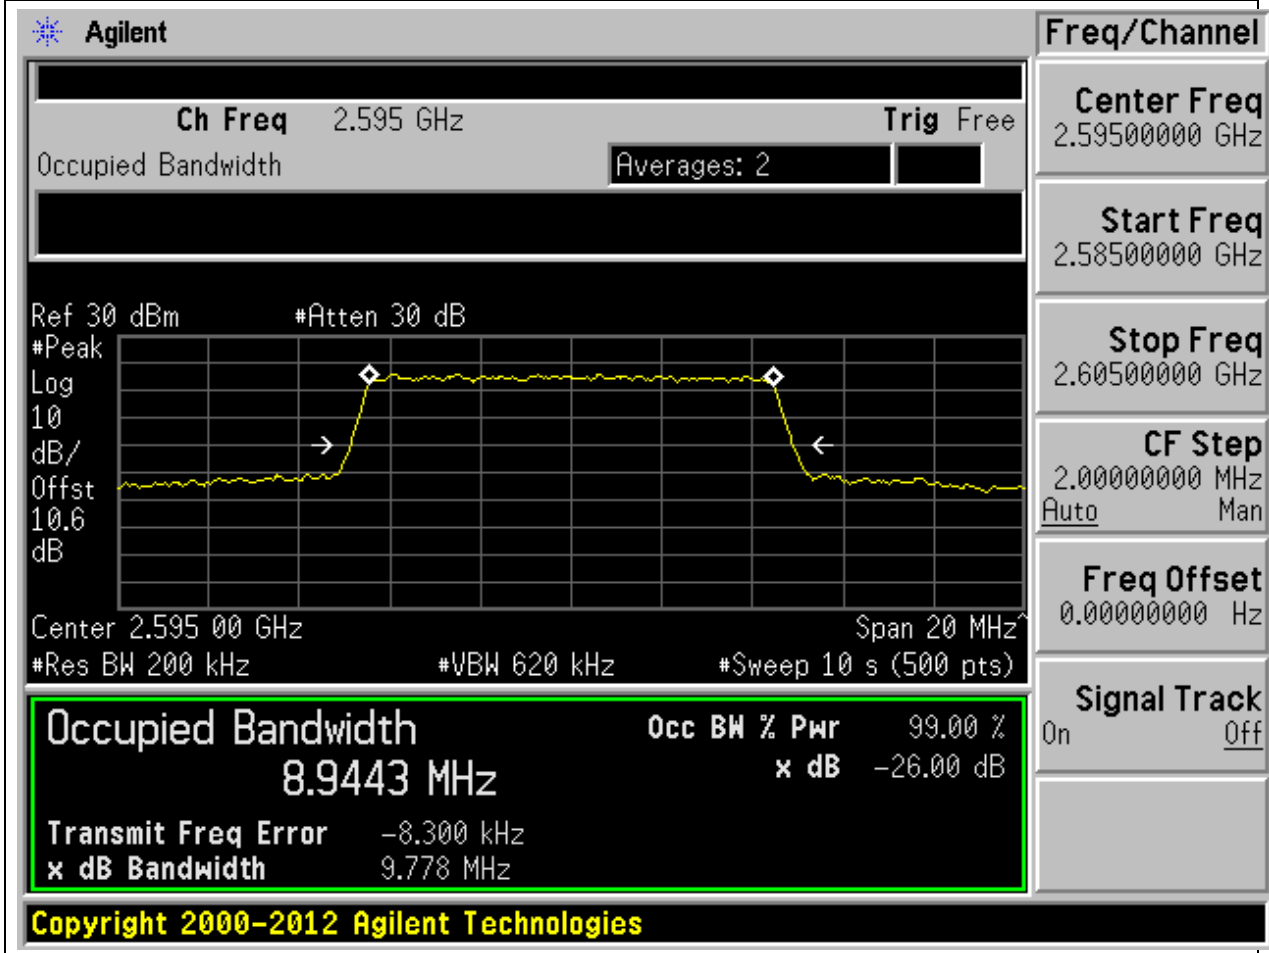 Agilent
Freq/Channel
Ch Freq 2.595 GHz Trig Free
Occupied Bandwidth Averages: 2
Ref 30 dBm #Atten 30 dB
#Peak
Log
10
dB/
Offst
10.6
dB
Center 2.595 00 GHz Span 20 MHz^
#Res BW 200 kHz #VBW 620 kHz #Sweep 10 s (500 pts)
Occupied Bandwidth
8.9443 MHz
Occ BW % Pwr 99.00 %
x dB -26.00 dB
Transmit Freq Error -8.300 kHz
x dB Bandwidth 9.778 MHz
Center Freq
2.59500000 GHz
Start Freq
2.58500000 GHz
Stop Freq
2.60500000 GHz
CF Step
2.00000000 MHz
Auto Man
Freq Offset
0.00000000 Hz
Signal Track
On Off
Copyright 2000-2012 Agilent Technologies